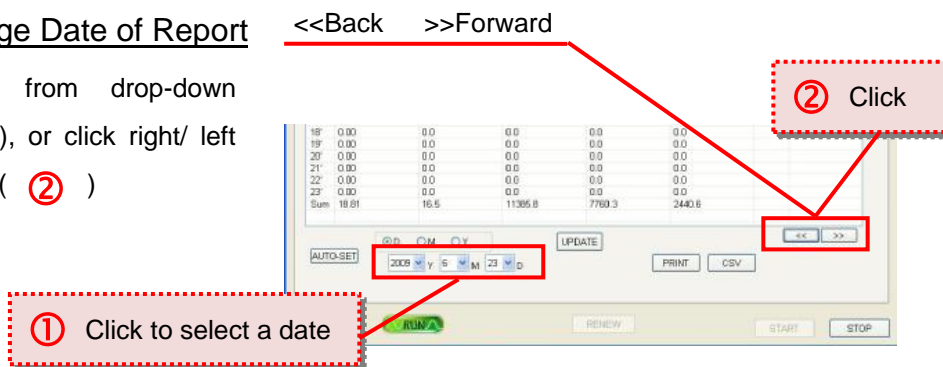 ge Date of Report
<<Back >>Forward
from drop-down
), or click right/ left
( ② )
② Click
18' 0.00 0.0 0.0 0.0 0.0
19' 0.00 0.0 0.0 0.0 0.0
20' 0.00 0.0 0.0 0.0 0.0
21' 0.00 0.0 0.0 0.0 0.0
22' 0.00 0.0 0.0 0.0 0.0
23' 0.00 0.0 0.0 0.0 0.0
Sum 18.81 16.5 11385.8 7760.3 2440.6
<< >>
D M Y UPDATE
AUTO-SET 2009 Y 6 M 23 D PRINT CSV
① Click to select a date
RUN RENEW START STOP